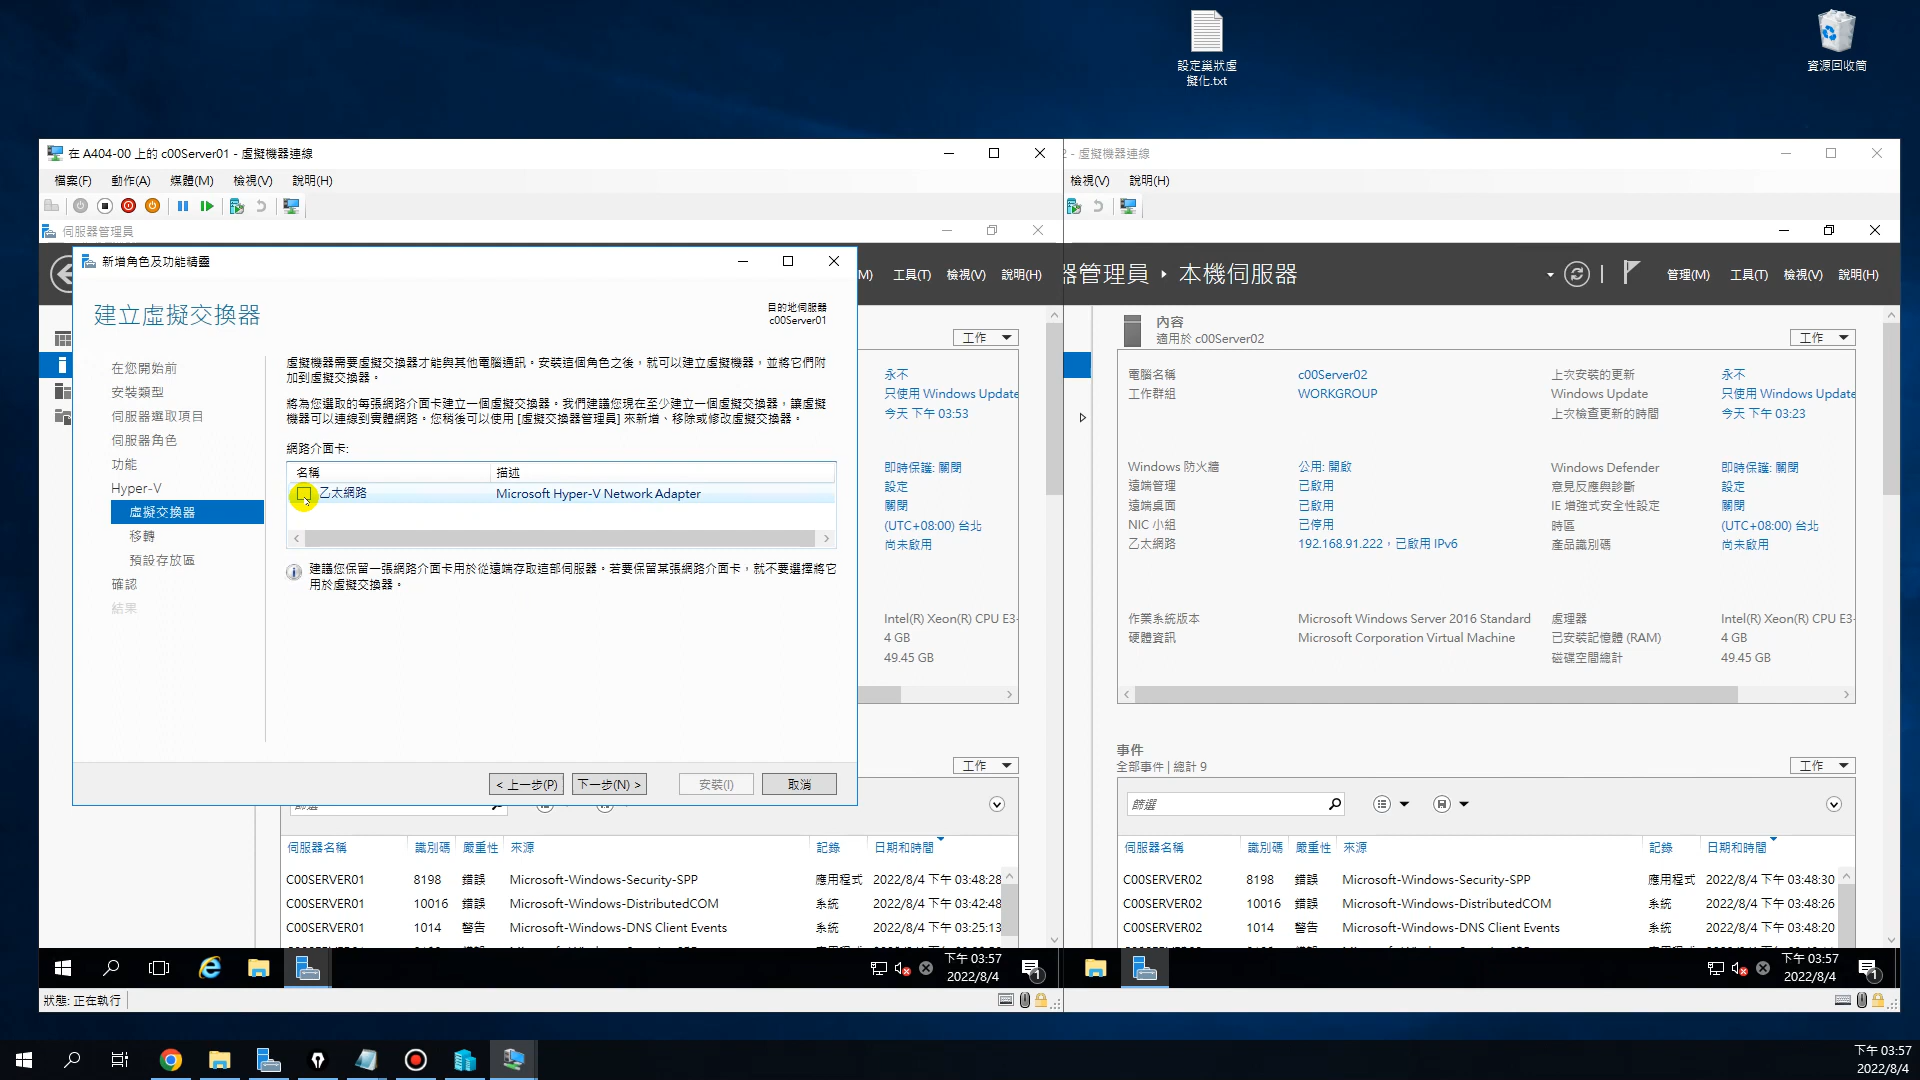 設定巢狀虛
擬化.txt
資源回收筒
在 A404-00 上的 c00Server01 - 虛擬機器連線
檔案(F) 動作(A) 媒體(M) 檢視(V) 說明(H)
伺服器管理員
新增角色及功能精靈
M) 工具(T) 檢視(V) 說明(H)
建立虛擬交換器
目的地伺服器
c00Server01
在您開始前
安裝類型
伺服器選取項目
伺服器角色
功能
Hyper-V
虛擬交換器
移轉
預設存放區
確認
結果
虛擬機器需要虛擬交換器才能與其他電腦通訊。安裝這個角色之後，就可以建立虛擬機器，並將它們附
加到虛擬交換器。
將為您選取的每張網路介面卡建立一個虛擬交換器。我們建議您現在至少建立一個虛擬交換器，讓虛擬
機器可以連線到實體網路。您稍後可以使用 [虛擬交換器管理員] 來新增、移除或修改虛擬交換器。
網路介面卡:
名稱 描述
乙太網路 Microsoft Hyper-V Network Adapter
建議您保留一張網路介面卡用於從遠端存取這部伺服器。若要保留某張網路介面卡，就不要選擇將它
用於虛擬交換器。
< 上一步(P) 下一步(N) > 安裝(I) 取消
工作
永不
只使用 Windows Update
今天 下午 03:53
即時保護: 關閉
設定
關閉
(UTC+08:00) 台北
尚未啟用
Intel(R) Xeon(R) CPU E3-
4 GB
49.45 GB
工作
篩選
伺服器名稱 識別碼 嚴重性 來源 記錄 日期和時間
C00SERVER01 8198 錯誤 Microsoft-Windows-Security-SPP 應用程式 2022/8/4 下午 03:48:28
C00SERVER01 10016 錯誤 Microsoft-Windows-DistributedCOM 系統 2022/8/4 下午 03:42:48
C00SERVER01 1014 警告 Microsoft-Windows-DNS Client Events 系統 2022/8/4 下午 03:25:13
下午 03:57
2022/8/4
1
狀態: 正在執行
2 - 虛擬機器連線
檢視(V) 說明(H)
器管理員 ‣ 本機伺服器
管理(M) 工具(T) 檢視(V) 說明(H)
內容
適用於 c00Server02
工作
電腦名稱 c00Server02 上次安裝的更新 永不
工作群組 WORKGROUP Windows Update 只使用 Windows Update
上次檢查更新的時間 今天 下午 03:23
Windows 防火牆 公用: 開啟 Windows Defender 即時保護: 關閉
遠端管理 已啟用 意見反應與診斷 設定
遠端桌面 已啟用 IE 增強式安全性設定 關閉
NIC 小組 已停用 時區 (UTC+08:00) 台北
乙太網路 192.168.91.222，已啟用 IPv6 產品識別碼 尚未啟用
作業系統版本 Microsoft Windows Server 2016 Standard 處理器 Intel(R) Xeon(R) CPU E3-
硬體資訊 Microsoft Corporation Virtual Machine 已安裝記憶體 (RAM) 4 GB
磁碟空間總計 49.45 GB
事件
全部事件 | 總計 9
工作
篩選
伺服器名稱 識別碼 嚴重性 來源 記錄 日期和時間
C00SERVER02 8198 錯誤 Microsoft-Windows-Security-SPP 應用程式 2022/8/4 下午 03:48:30
C00SERVER02 10016 錯誤 Microsoft-Windows-DistributedCOM 系統 2022/8/4 下午 03:48:26
C00SERVER02 1014 警告 Microsoft-Windows-DNS Client Events 系統 2022/8/4 下午 03:48:20
下午 03:57
2022/8/4
1
下午 03:57
2022/8/4